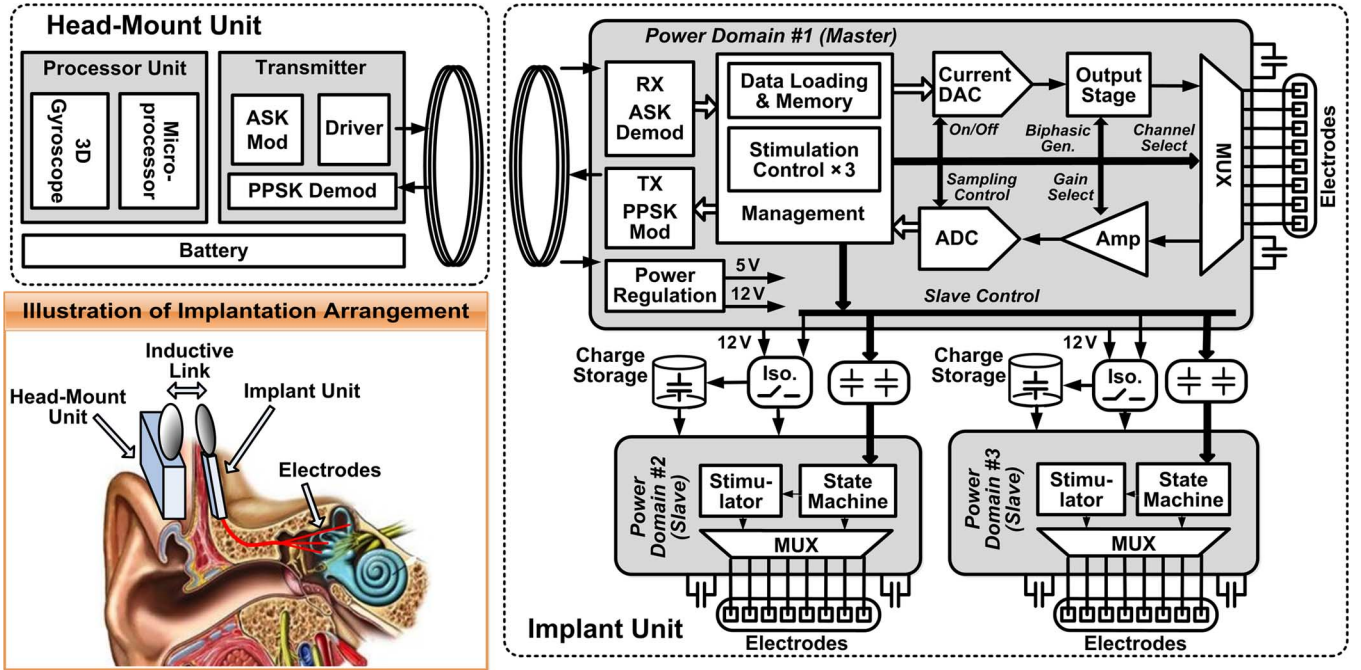 Head-Mount Unit
Processor Unit
3D
Gyroscope
Micro-
processor
Transmitter
ASK
Mod
Driver
PPSK Demod
Battery
Illustration of Implantation Arrangement
Inductive
Link
Head-Mount
Unit
Implant Unit
Electrodes
Power Domain #1 (Master)
RX
ASK
Demod
TX
PPSK
Mod
Power
Regulation
5V
12V
Data Loading
& Memory
Stimulation
Control ×3
Management
Current
DAC
Output
Stage
On/Off
Biphasic
Gen.
Channel
Select
Sampling
Control
Gain
Select
ADC
Amp
MUX
Electrodes
Slave Control
12V
Charge
Storage
Iso.
Power
Domain #2
(Slave)
Stimu-
lator
State
Machine
MUX
Electrodes
12V
Charge
Storage
Iso.
Power
Domain #3
(Slave)
Stimu-
lator
State
Machine
MUX
Electrodes
Implant Unit